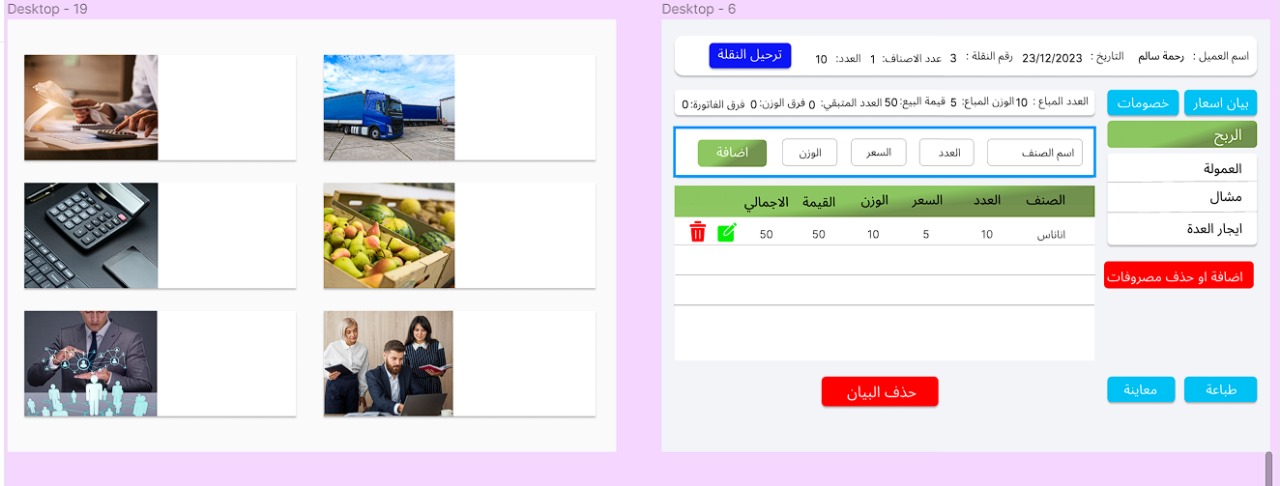 Desktop - 19
Desktop - 6
اسم العميل : رحمة سالم التاريخ : 23/12/2023 رقم النقلة : 3 عدد الاصناف: 1 العدد: 10 ترحيل النقلة
بيان اسعار خصومات
العدد المباع : 10 الوزن المباع: 5 قيمة البيع: 50 العدد المتبقي: 0 فرق الوزن: 0 فرق الفاتورة: 0
الربح
اسم الصنف العدد السعر الوزن اضافة
العمولة
مشال
ايجار العدة
الصنف العدد السعر الوزن القيمة الاجمالي
اناناس 10 5 10 50 50
اضافة او حذف مصروفات
طباعة معاينة
حذف البيان